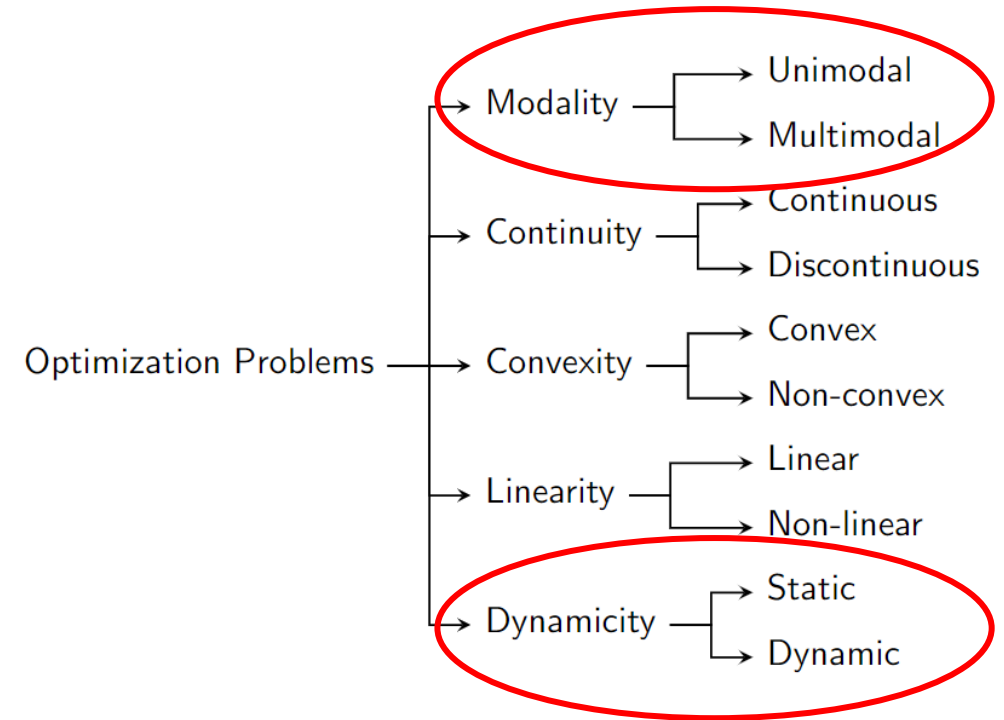 Unimodal
Modality
Multimodal
Continuous
Continuity
Discontinuous
Convex
Optimization Problems
Convexity
Non-convex
Linear
Linearity
Non-linear
Static
Dynamicity
Dynamic